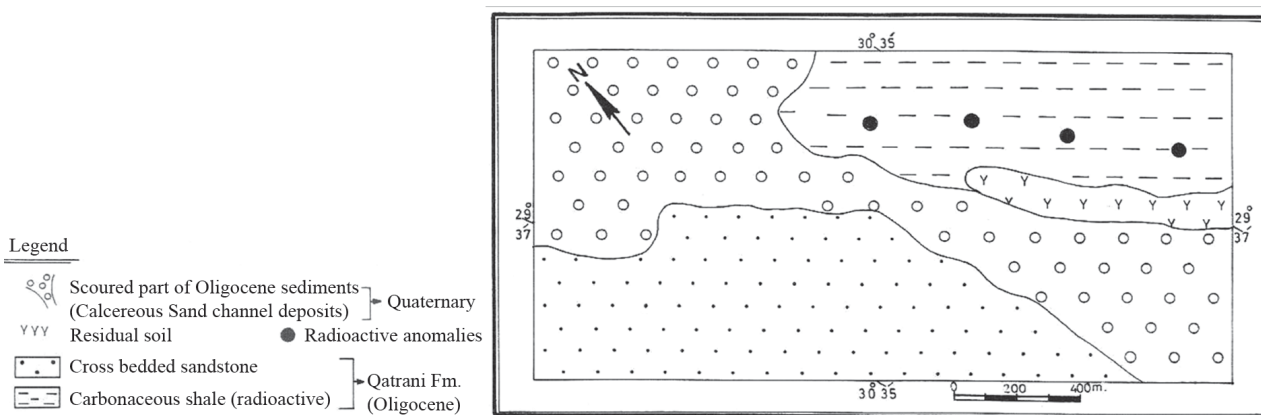 Legend
Scoured part of Oligocene sediments
(Calcereous Sand channel deposits)
Quaternary
YYY Residual soil
Radioactive anomalies
Cross bedded sandstone
Carbonaceous shale (radioactive)
Qatrani Fm.
(Oligocene)
30° 35´
N
29°
37´
29°
37´
Y Y
Y Y Y Y Y Y Y
Y Y
30° 35´
0 200 400m.